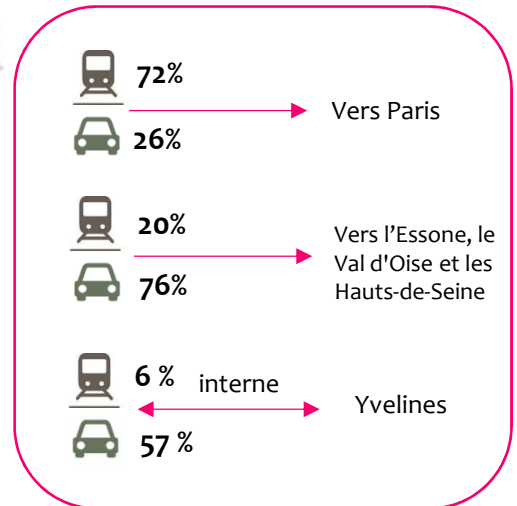 72%
Vers Paris
26%
20%
Vers l’Essone, le
Val d'Oise et les
Hauts-de-Seine
76%
6 % interne
Yvelines
57 %